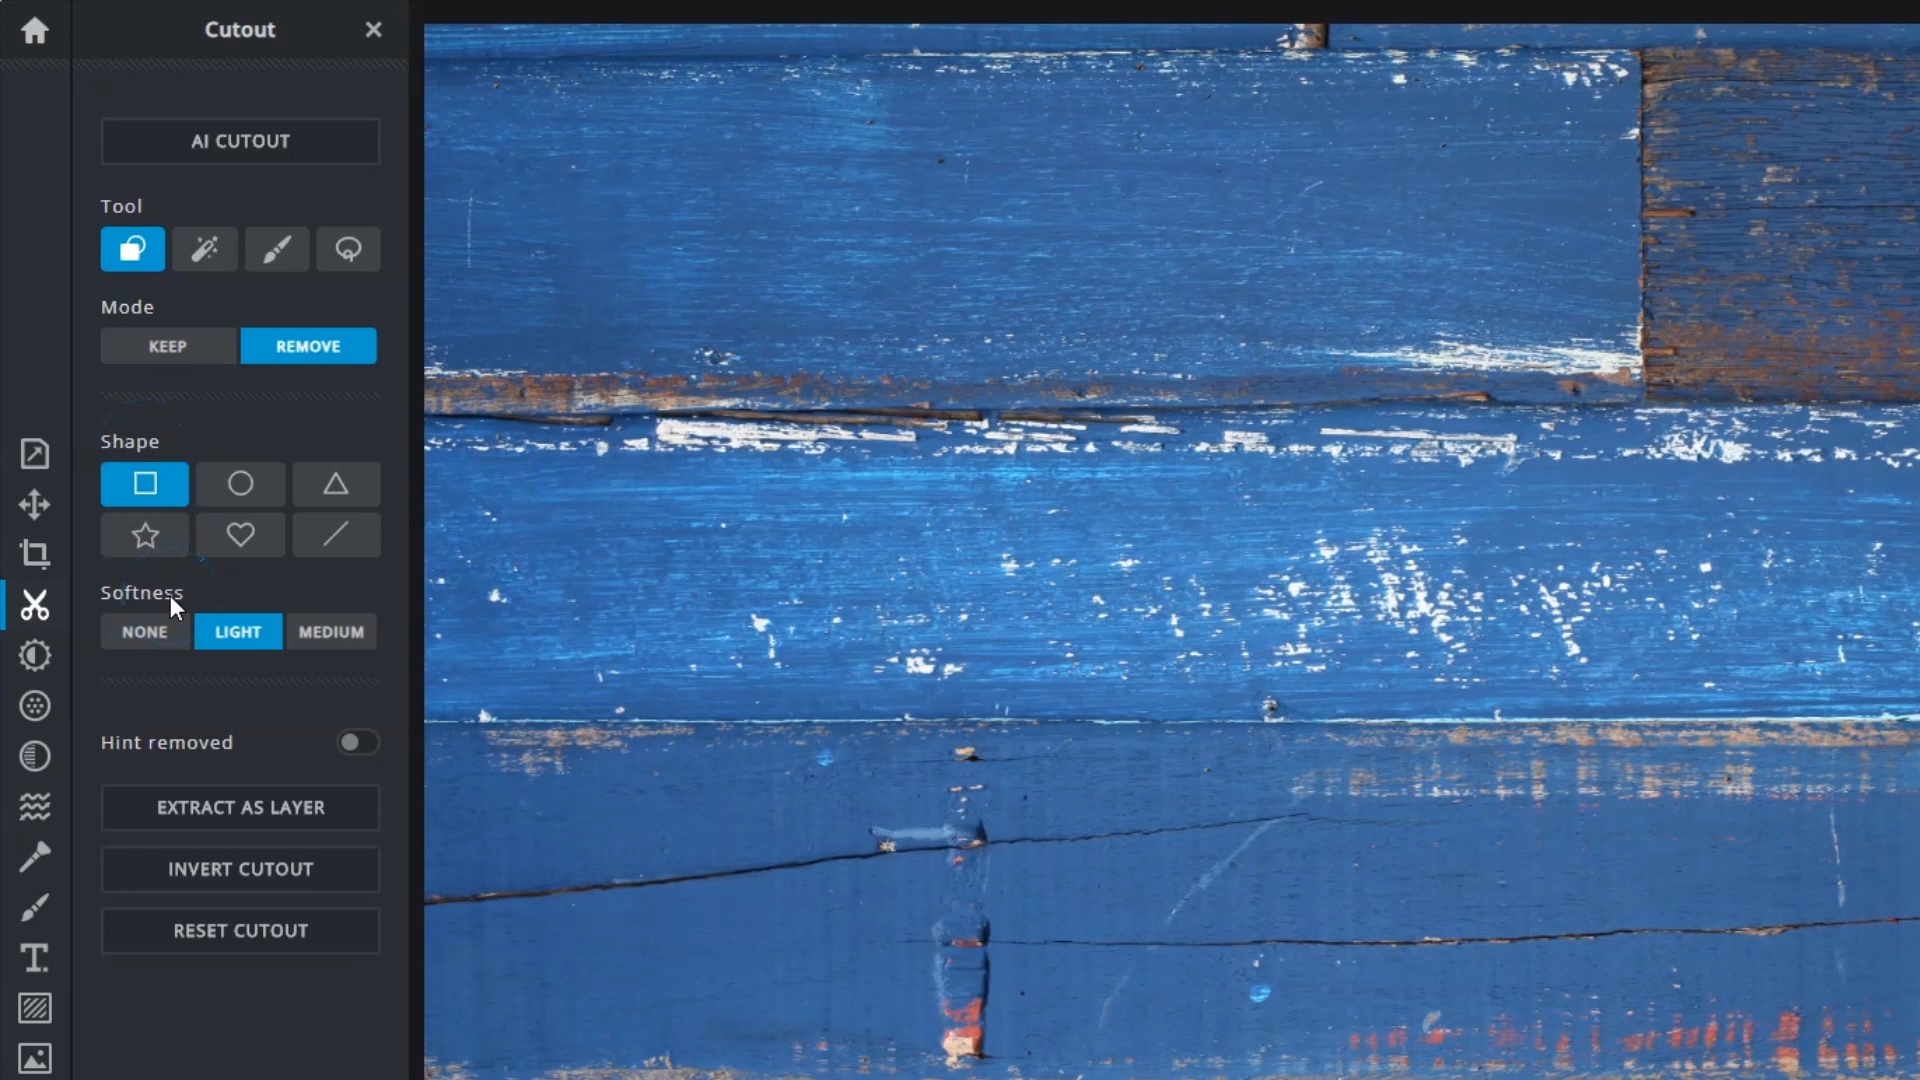 Cutout
AI CUTOUT
Tool
Mode
KEEP
REMOVE
Shape
Softness
NONE
LIGHT
MEDIUM
Hint removed
EXTRACT AS LAYER
INVERT CUTOUT
RESET CUTOUT